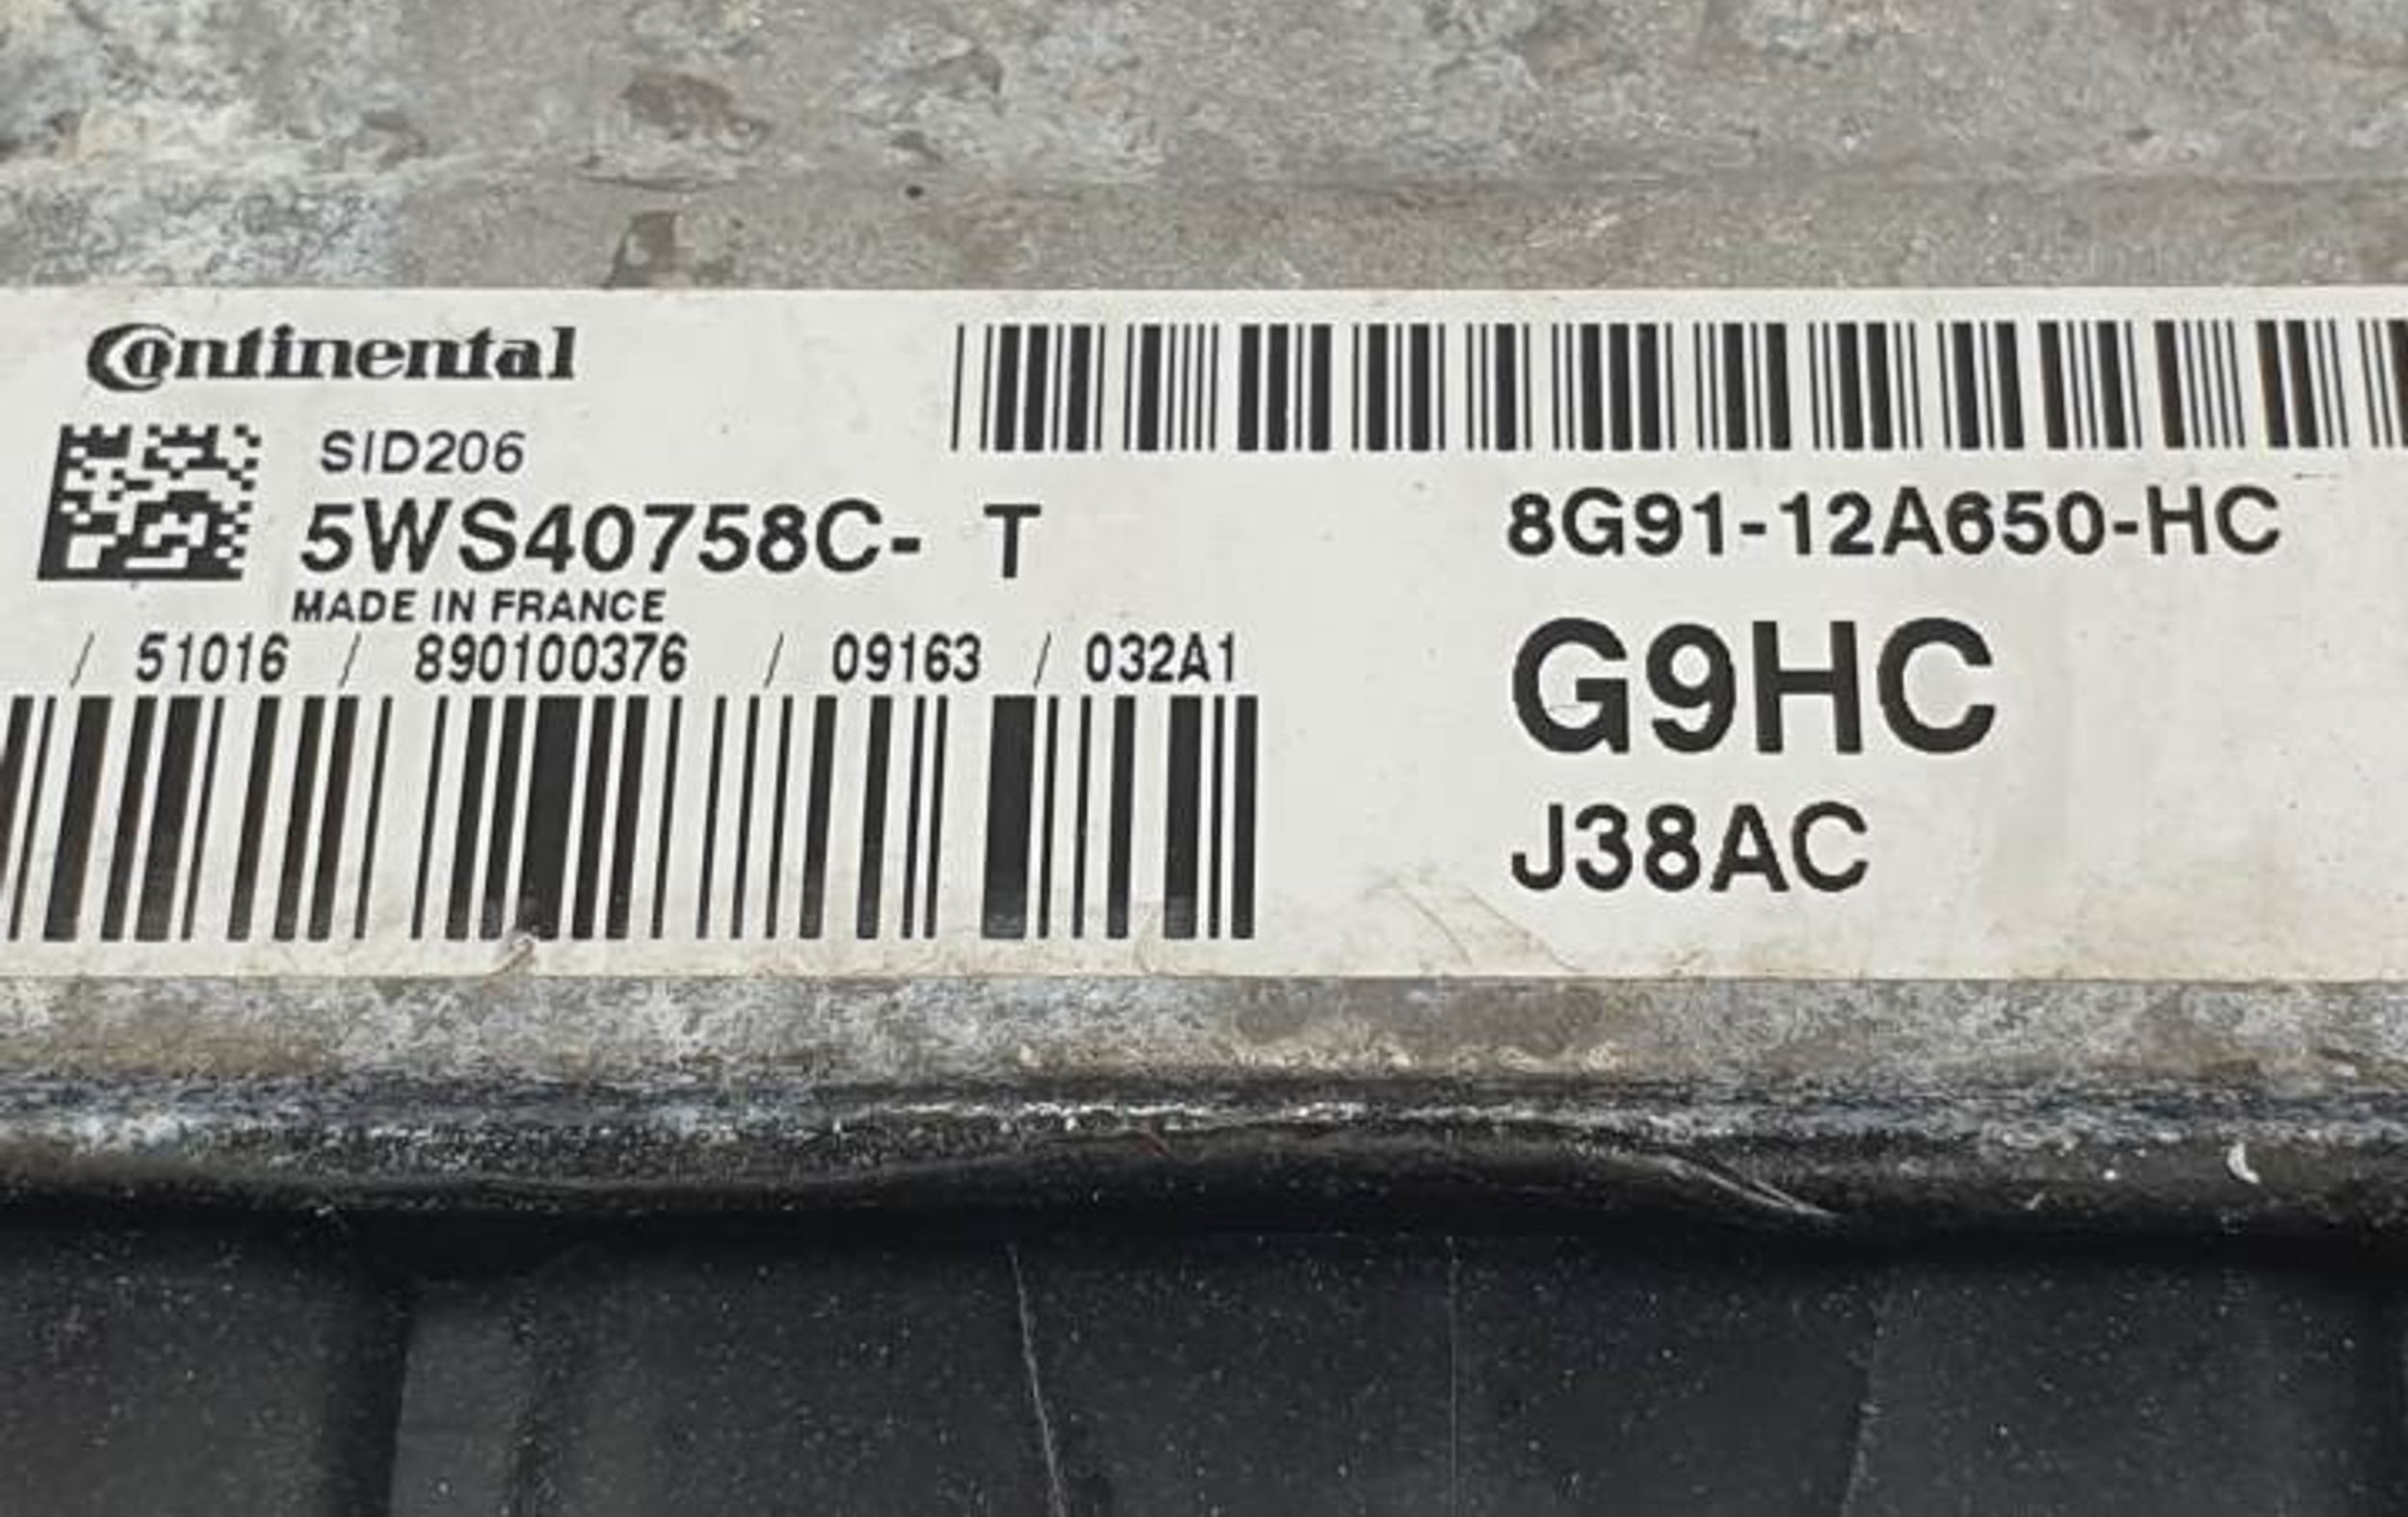 Continental
SID206
5WS40758C- T
MADE IN FRANCE
/ 51016 / 890100376 / 09163 / 032A1
8G91-12A650-HC
G9HC
J38AC